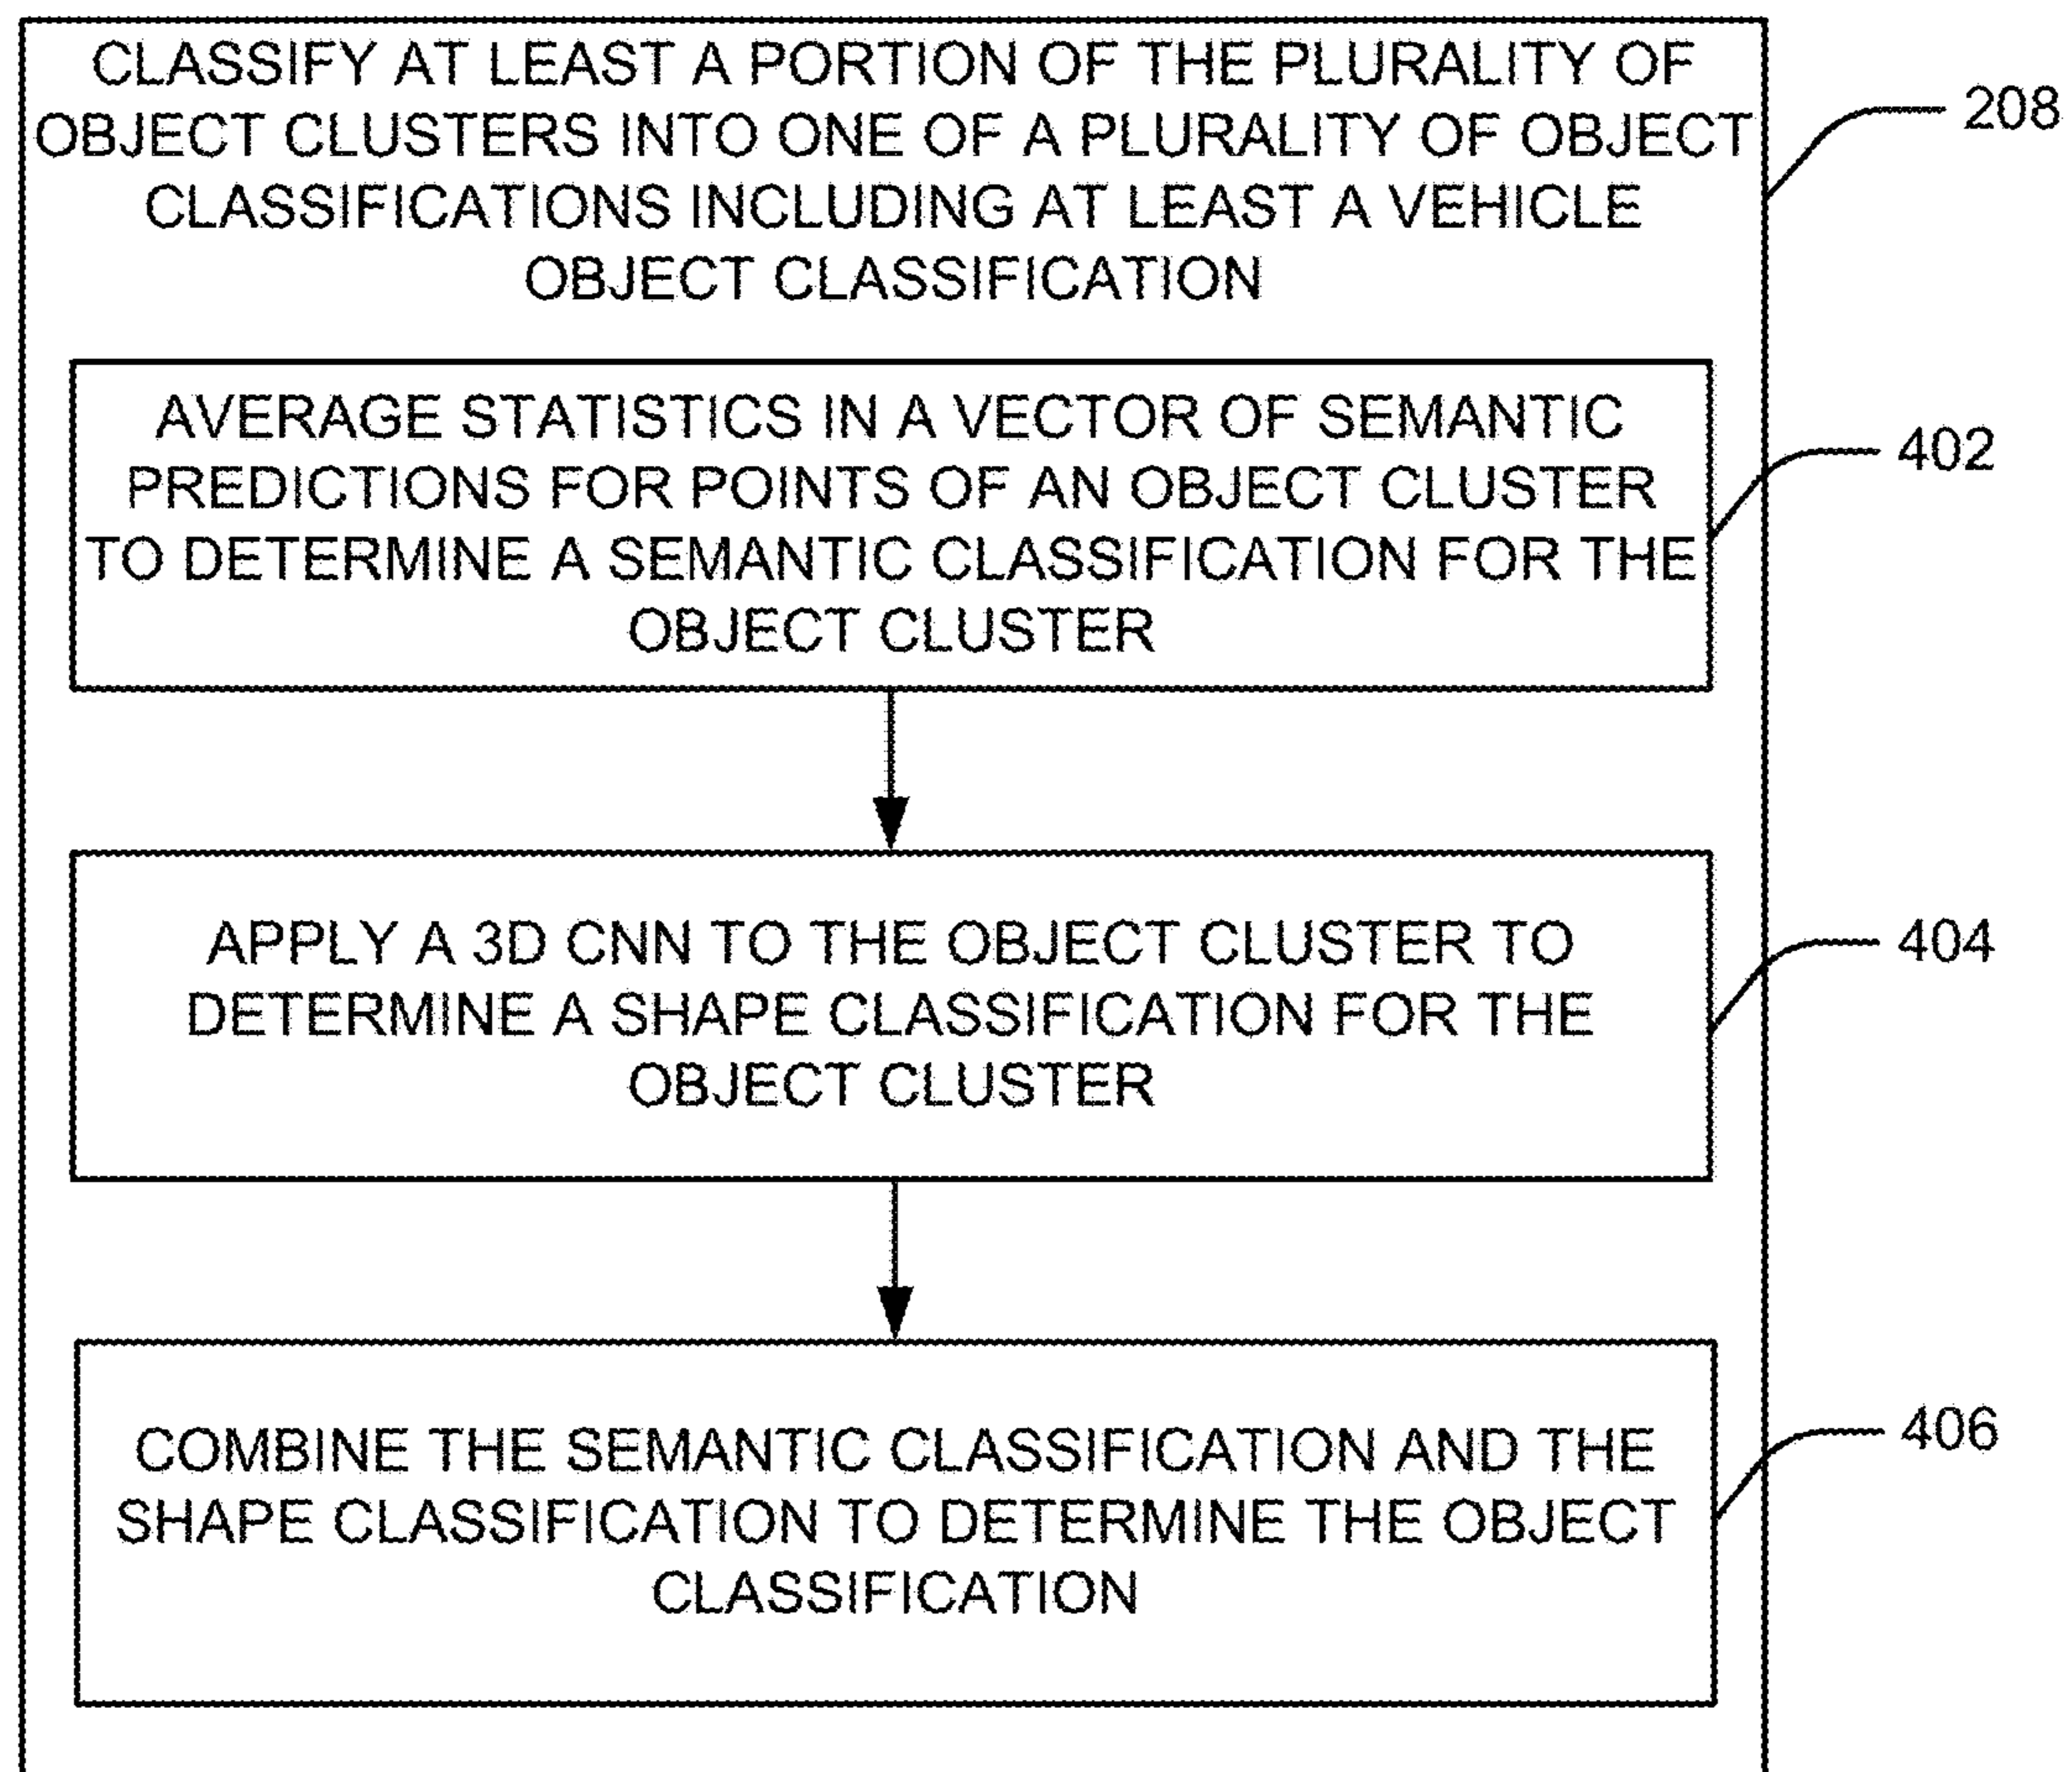 CLASSIFY AT LEAST A PORTION OF THE PLURALITY OF
OBJECT CLUSTERS INTO ONE OF A PLURALITY OF OBJECT
CLASSIFICATIONS INCLUDING AT LEAST A VEHICLE
OBJECT CLASSIFICATION
208
AVERAGE STATISTICS IN A VECTOR OF SEMANTIC
PREDICTIONS FOR POINTS OF AN OBJECT CLUSTER
TO DETERMINE A SEMANTIC CLASSIFICATION FOR THE
OBJECT CLUSTER
402
APPLY A 3D CNN TO THE OBJECT CLUSTER TO
DETERMINE A SHAPE CLASSIFICATION FOR THE
OBJECT CLUSTER
404
COMBINE THE SEMANTIC CLASSIFICATION AND THE
SHAPE CLASSIFICATION TO DETERMINE THE OBJECT
CLASSIFICATION
406